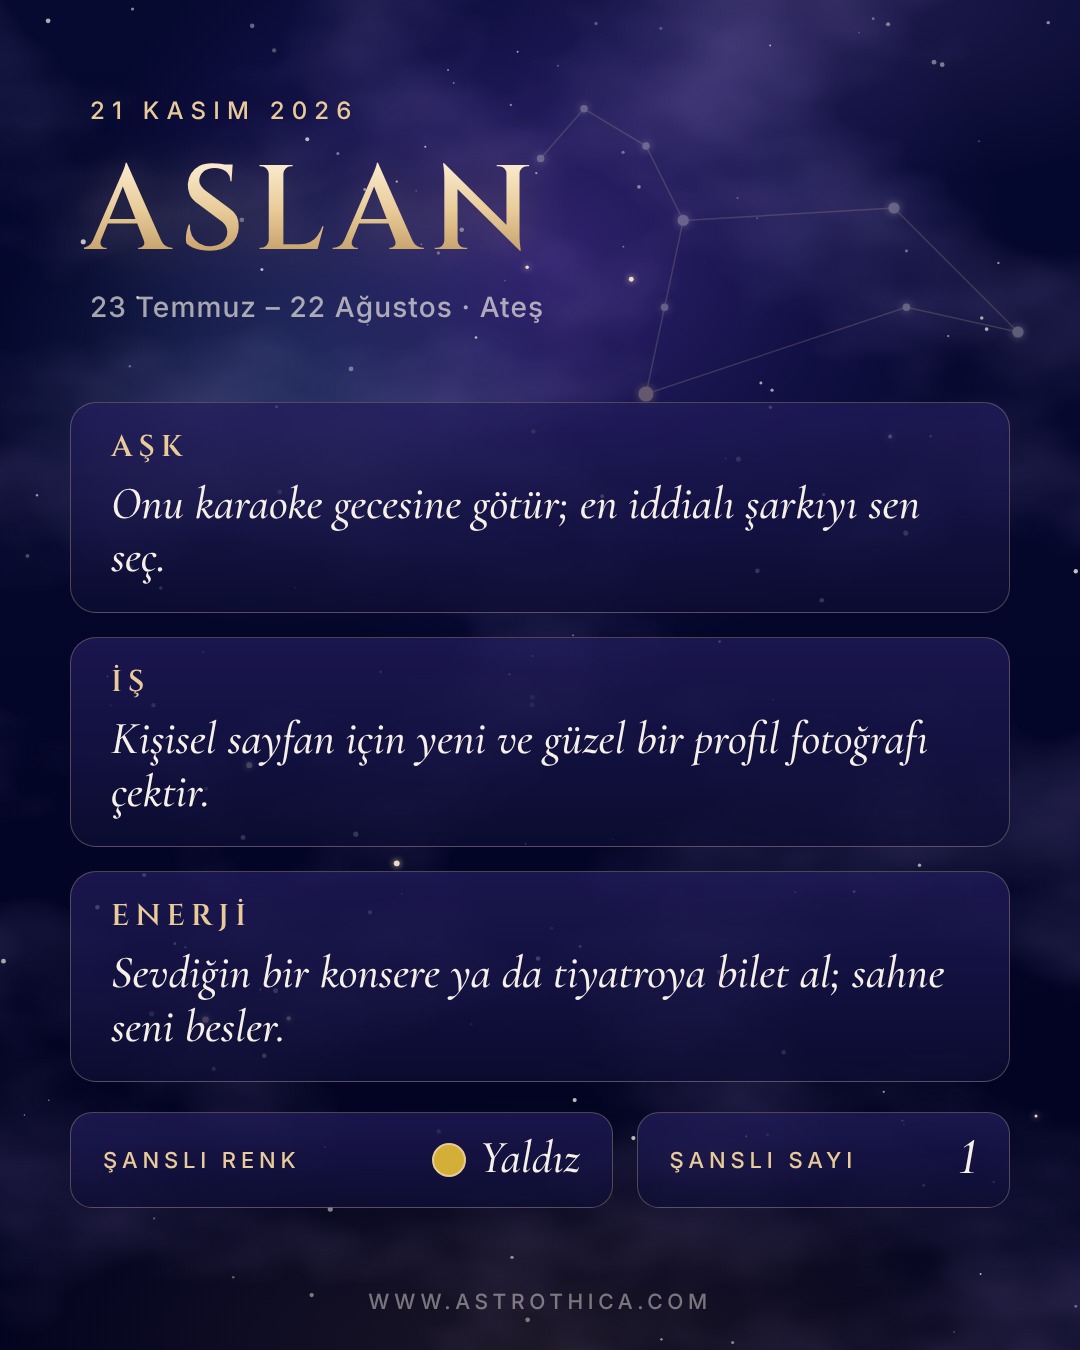 21 KASIM 2026
ASLAN
23 Temmuz – 22 Ağustos · Ateş
AŞK
Onu karaoke gecesine götür; en iddialı şarkıyı sen
seç.
İŞ
Kişisel sayfan için yeni ve güzel bir profil fotoğrafı
çektir.
ENERJİ
Sevdiğin bir konsere ya da tiyatroya bilet al; sahne
seni besler.
ŞANSLI RENK Yaldız
ŞANSLI SAYI 1
WWW.ASTROTHICA.COM